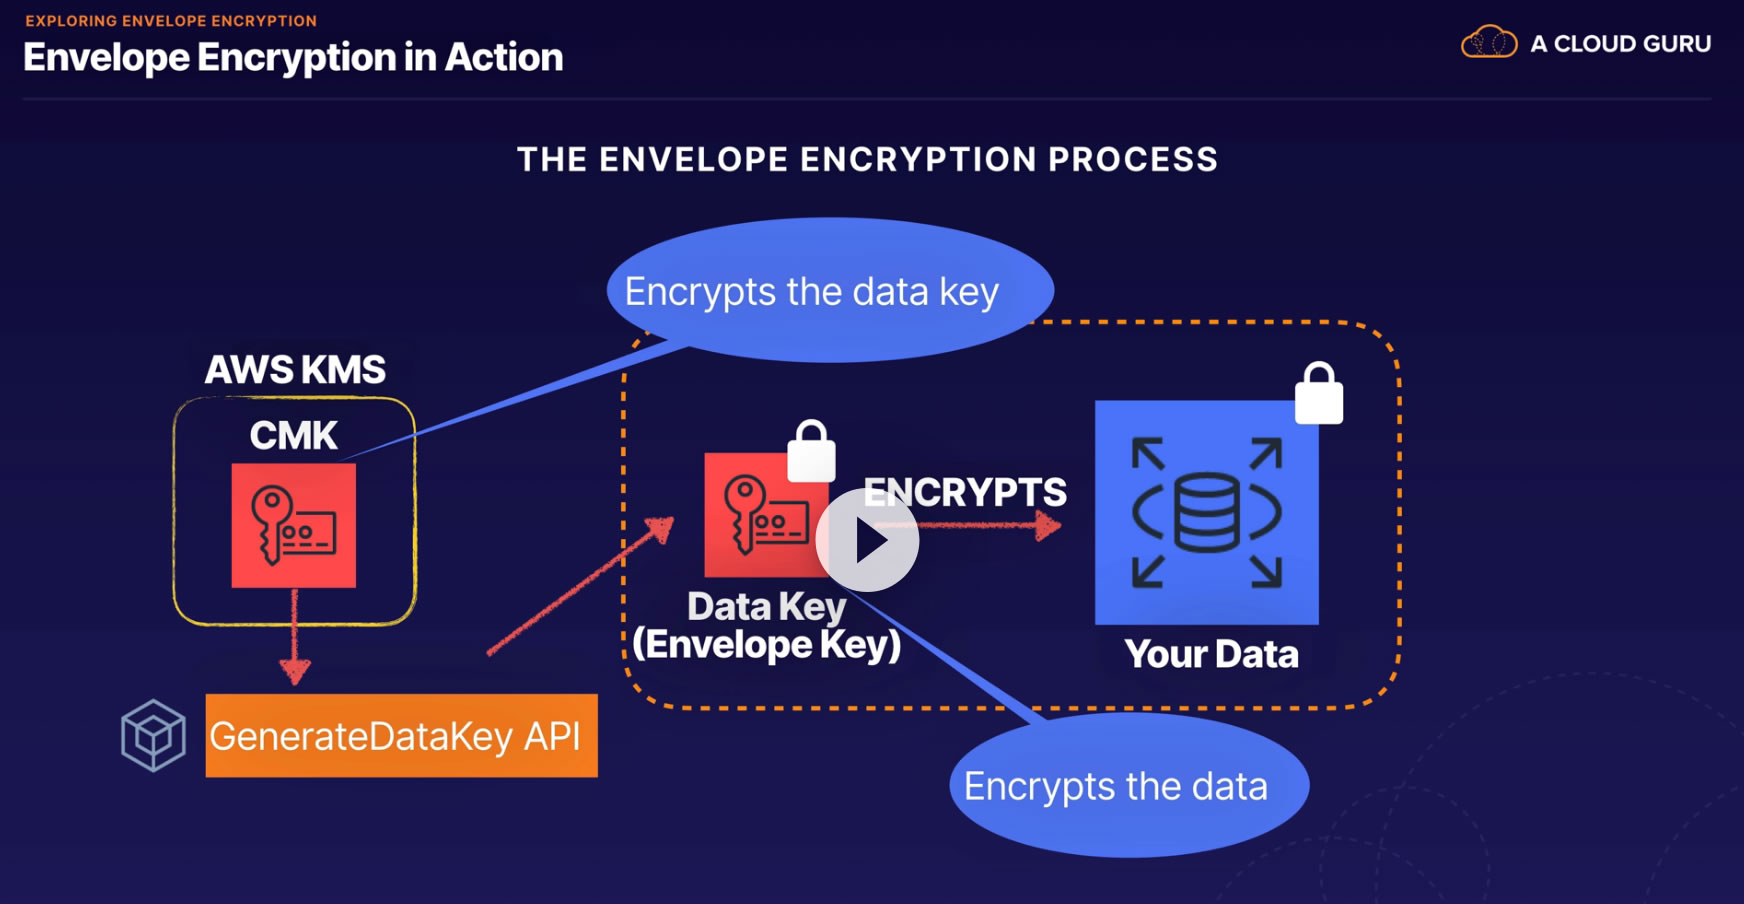 EXPLORING ENVELOPE ENCRYPTION
Envelope Encryption in Action
A CLOUD GURU
THE ENVELOPE ENCRYPTION PROCESS
Encrypts the data key
AWS KMS
CMK
ENCRYPTS
Data Key
(Envelope Key)
Your Data
GenerateDataKey API
Encrypts the data